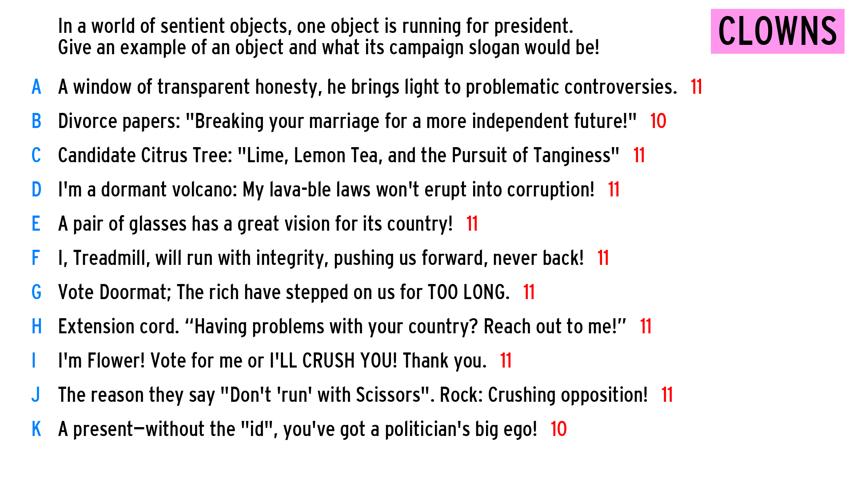 In a world of sentient objects, one object is running for president.
Give an example of an object and what its campaign slogan would be!
CLOWNS
A A window of transparent honesty, he brings light to problematic controversies. 11
B Divorce papers: "Breaking your marriage for a more independent future!" 10
C Candidate Citrus Tree: "Lime, Lemon Tea, and the Pursuit of Tanginess" 11
D I'm a dormant volcano: My lava-ble laws won't erupt into corruption! 11
E A pair of glasses has a great vision for its country! 11
F I, Treadmill, will run with integrity, pushing us forward, never back! 11
G Vote Doormat; The rich have stepped on us for TOO LONG. 11
H Extension cord. “Having problems with your country? Reach out to me!” 11
I I'm Flower! Vote for me or I'LL CRUSH YOU! Thank you. 11
J The reason they say "Don't 'run' with Scissors". Rock: Crushing opposition! 11
K A present—without the "id", you've got a politician's big ego! 10